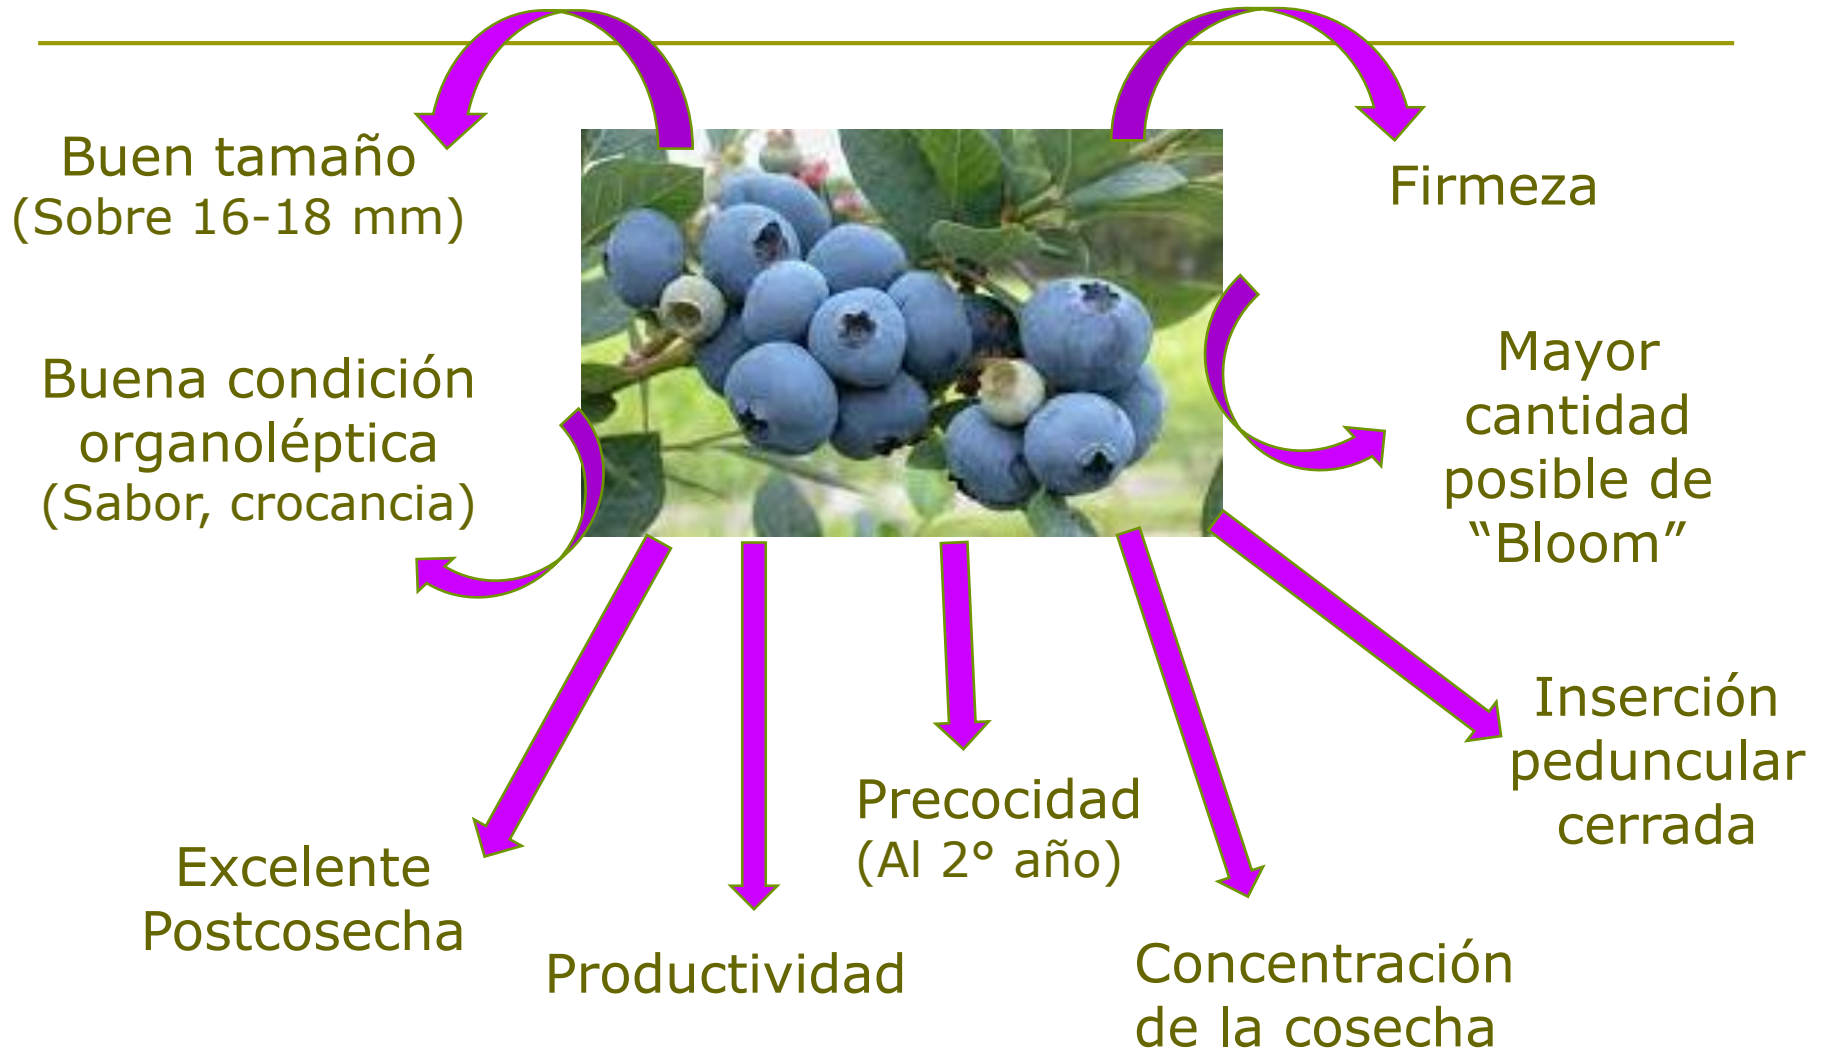 Buen tamaño
(Sobre 16-18 mm)
Firmeza
Buena condición
organoléptica
(Sabor, crocancia)
Mayor
cantidad
posible de
“Bloom”
Inserción
peduncular
cerrada
Precocidad
(Al 2° año)
Excelente
Postcosecha
Productividad
Concentración
de la cosecha